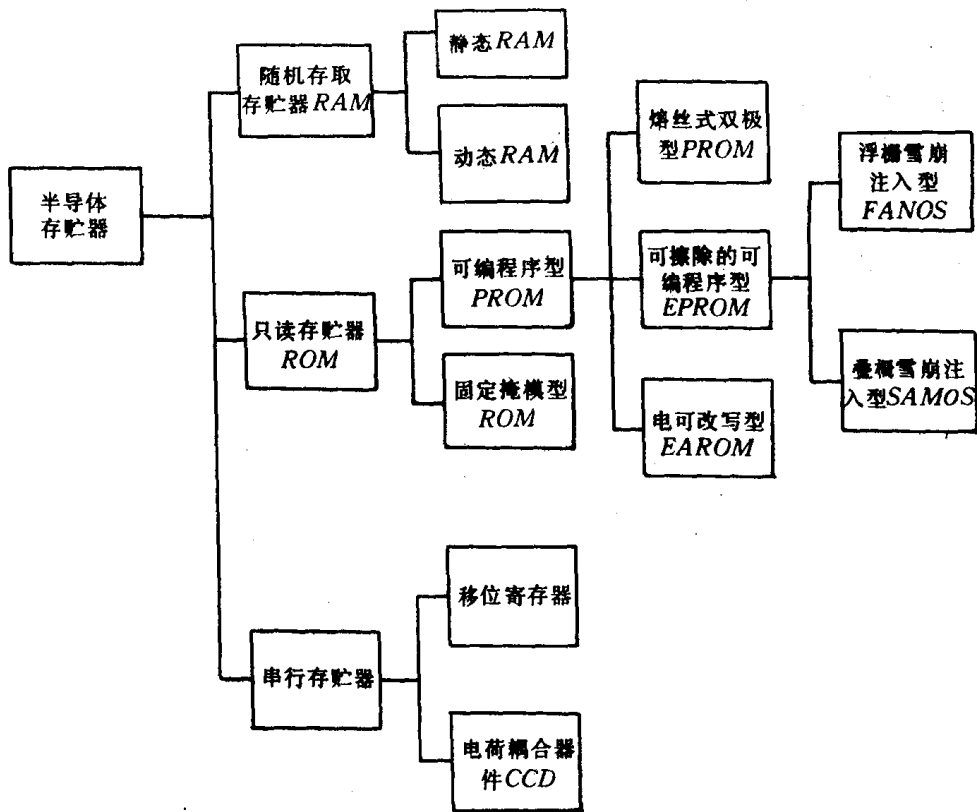 半导体
存贮器
随机存取
存贮器RAM
静态RAM
动态RAM
只读存贮器
ROM
可编程序型
PROM
固定掩模型
ROM
熔丝式双极
型PROM
可擦除的可
编程序型
EPROM
电可改写型
EAROM
浮栅雪崩
注入型
FANOS
叠栅雪崩注
入型SAMOS
串行存贮器
移位寄存器
电荷耦合器
件CCD